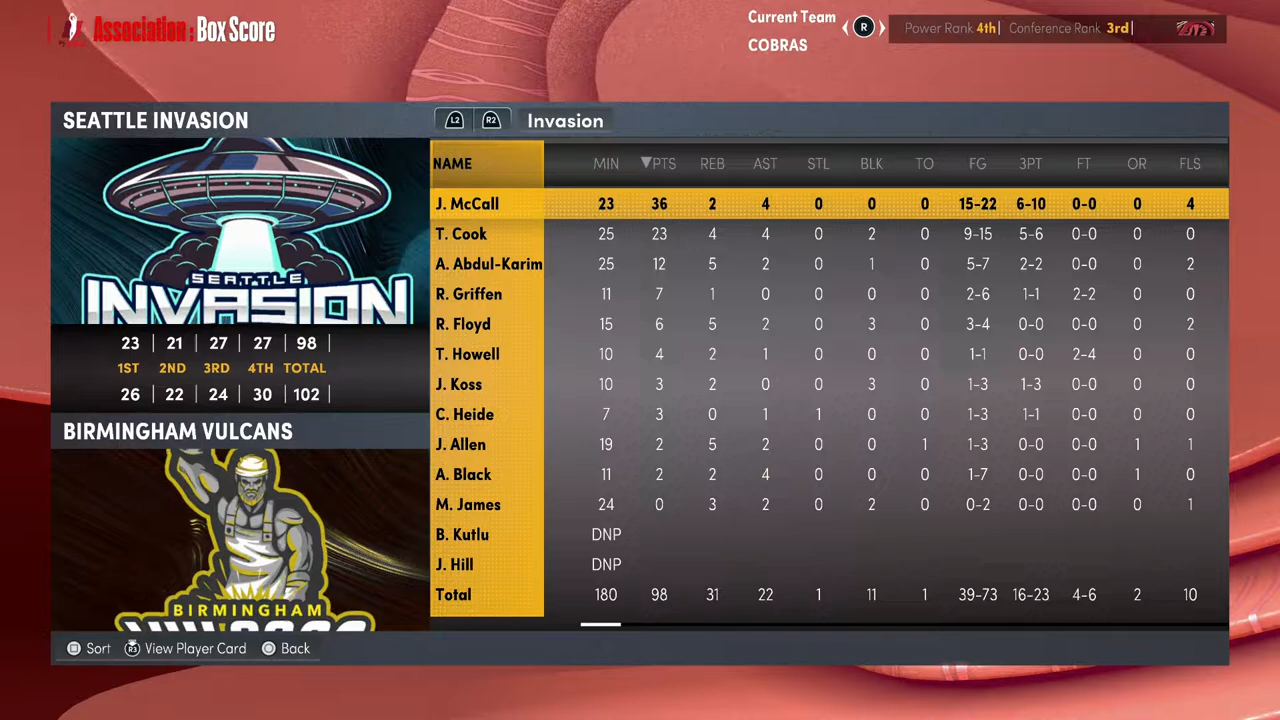 Association : Box Score
Current Team
COBRAS
R
Power Rank 4th| Conference Rank 3rd|
SEATTLE INVASION
L2 R2 Invasion
SEATTLE
INVASION
23 | 21 | 27 | 27 | 98 |
1ST 2ND 3RD 4TH TOTAL
26 | 22 | 24 | 30 | 102 |
BIRMINGHAM VULCANS
BIRMINGHAM
NAME MIN ▼PTS REB AST STL BLK TO FG 3PT FT OR FLS
J. McCall 23 36 2 4 0 0 0 15-22 6-10 0-0 0 4
T. Cook 25 23 4 4 0 2 0 9-15 5-6 0-0 0 0
A. Abdul-Karim 25 12 5 2 0 1 0 5-7 2-2 0-0 0 2
R. Griffen 11 7 1 0 0 0 0 2-6 1-1 2-2 0 0
R. Floyd 15 6 5 2 0 3 0 3-4 0-0 0-0 0 2
T. Howell 10 4 2 1 0 0 0 1-1 0-0 2-4 0 0
J. Koss 10 3 2 0 0 3 0 1-3 1-3 0-0 0 0
C. Heide 7 3 0 1 1 0 0 1-3 1-1 0-0 0 0
J. Allen 19 2 5 2 0 0 1 1-3 0-0 0-0 1 1
A. Black 11 2 2 4 0 0 0 1-7 0-0 0-0 1 0
M. James 24 0 3 2 0 2 0 0-2 0-0 0-0 0 1
B. Kutlu DNP
J. Hill DNP
Total 180 98 31 22 1 11 1 39-73 16-23 4-6 2 10
Sort R3 View Player Card Back